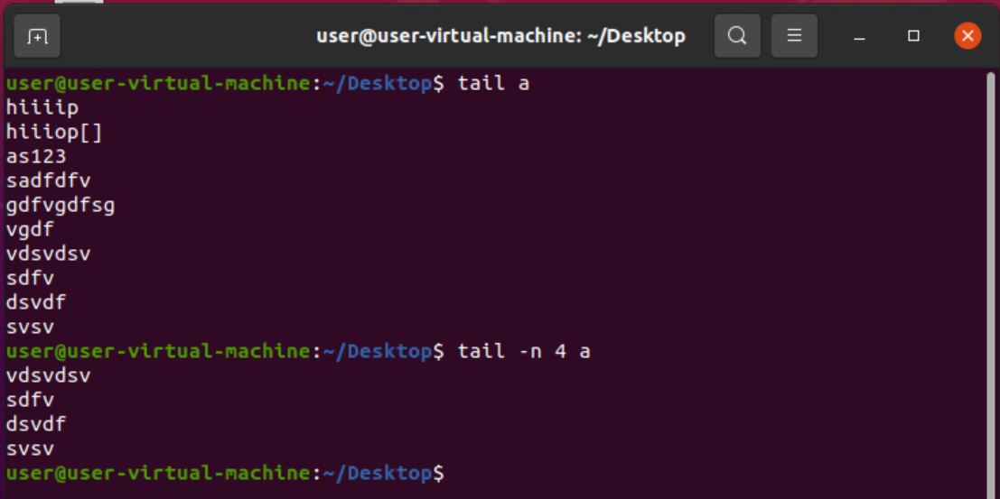 user@user-virtual-machine: ~/Desktop
user@user-virtual-machine:~/Desktop$ tail a
hiiiip
hiiiop[]
as123
sadfdfv
gdfvgdfsg
vgdf
vdsvdsv
sdfv
dsvdf
svsv
user@user-virtual-machine:~/Desktop$ tail -n 4 a
vdsvdsv
sdfv
dsvdf
svsv
user@user-virtual-machine:~/Desktop$